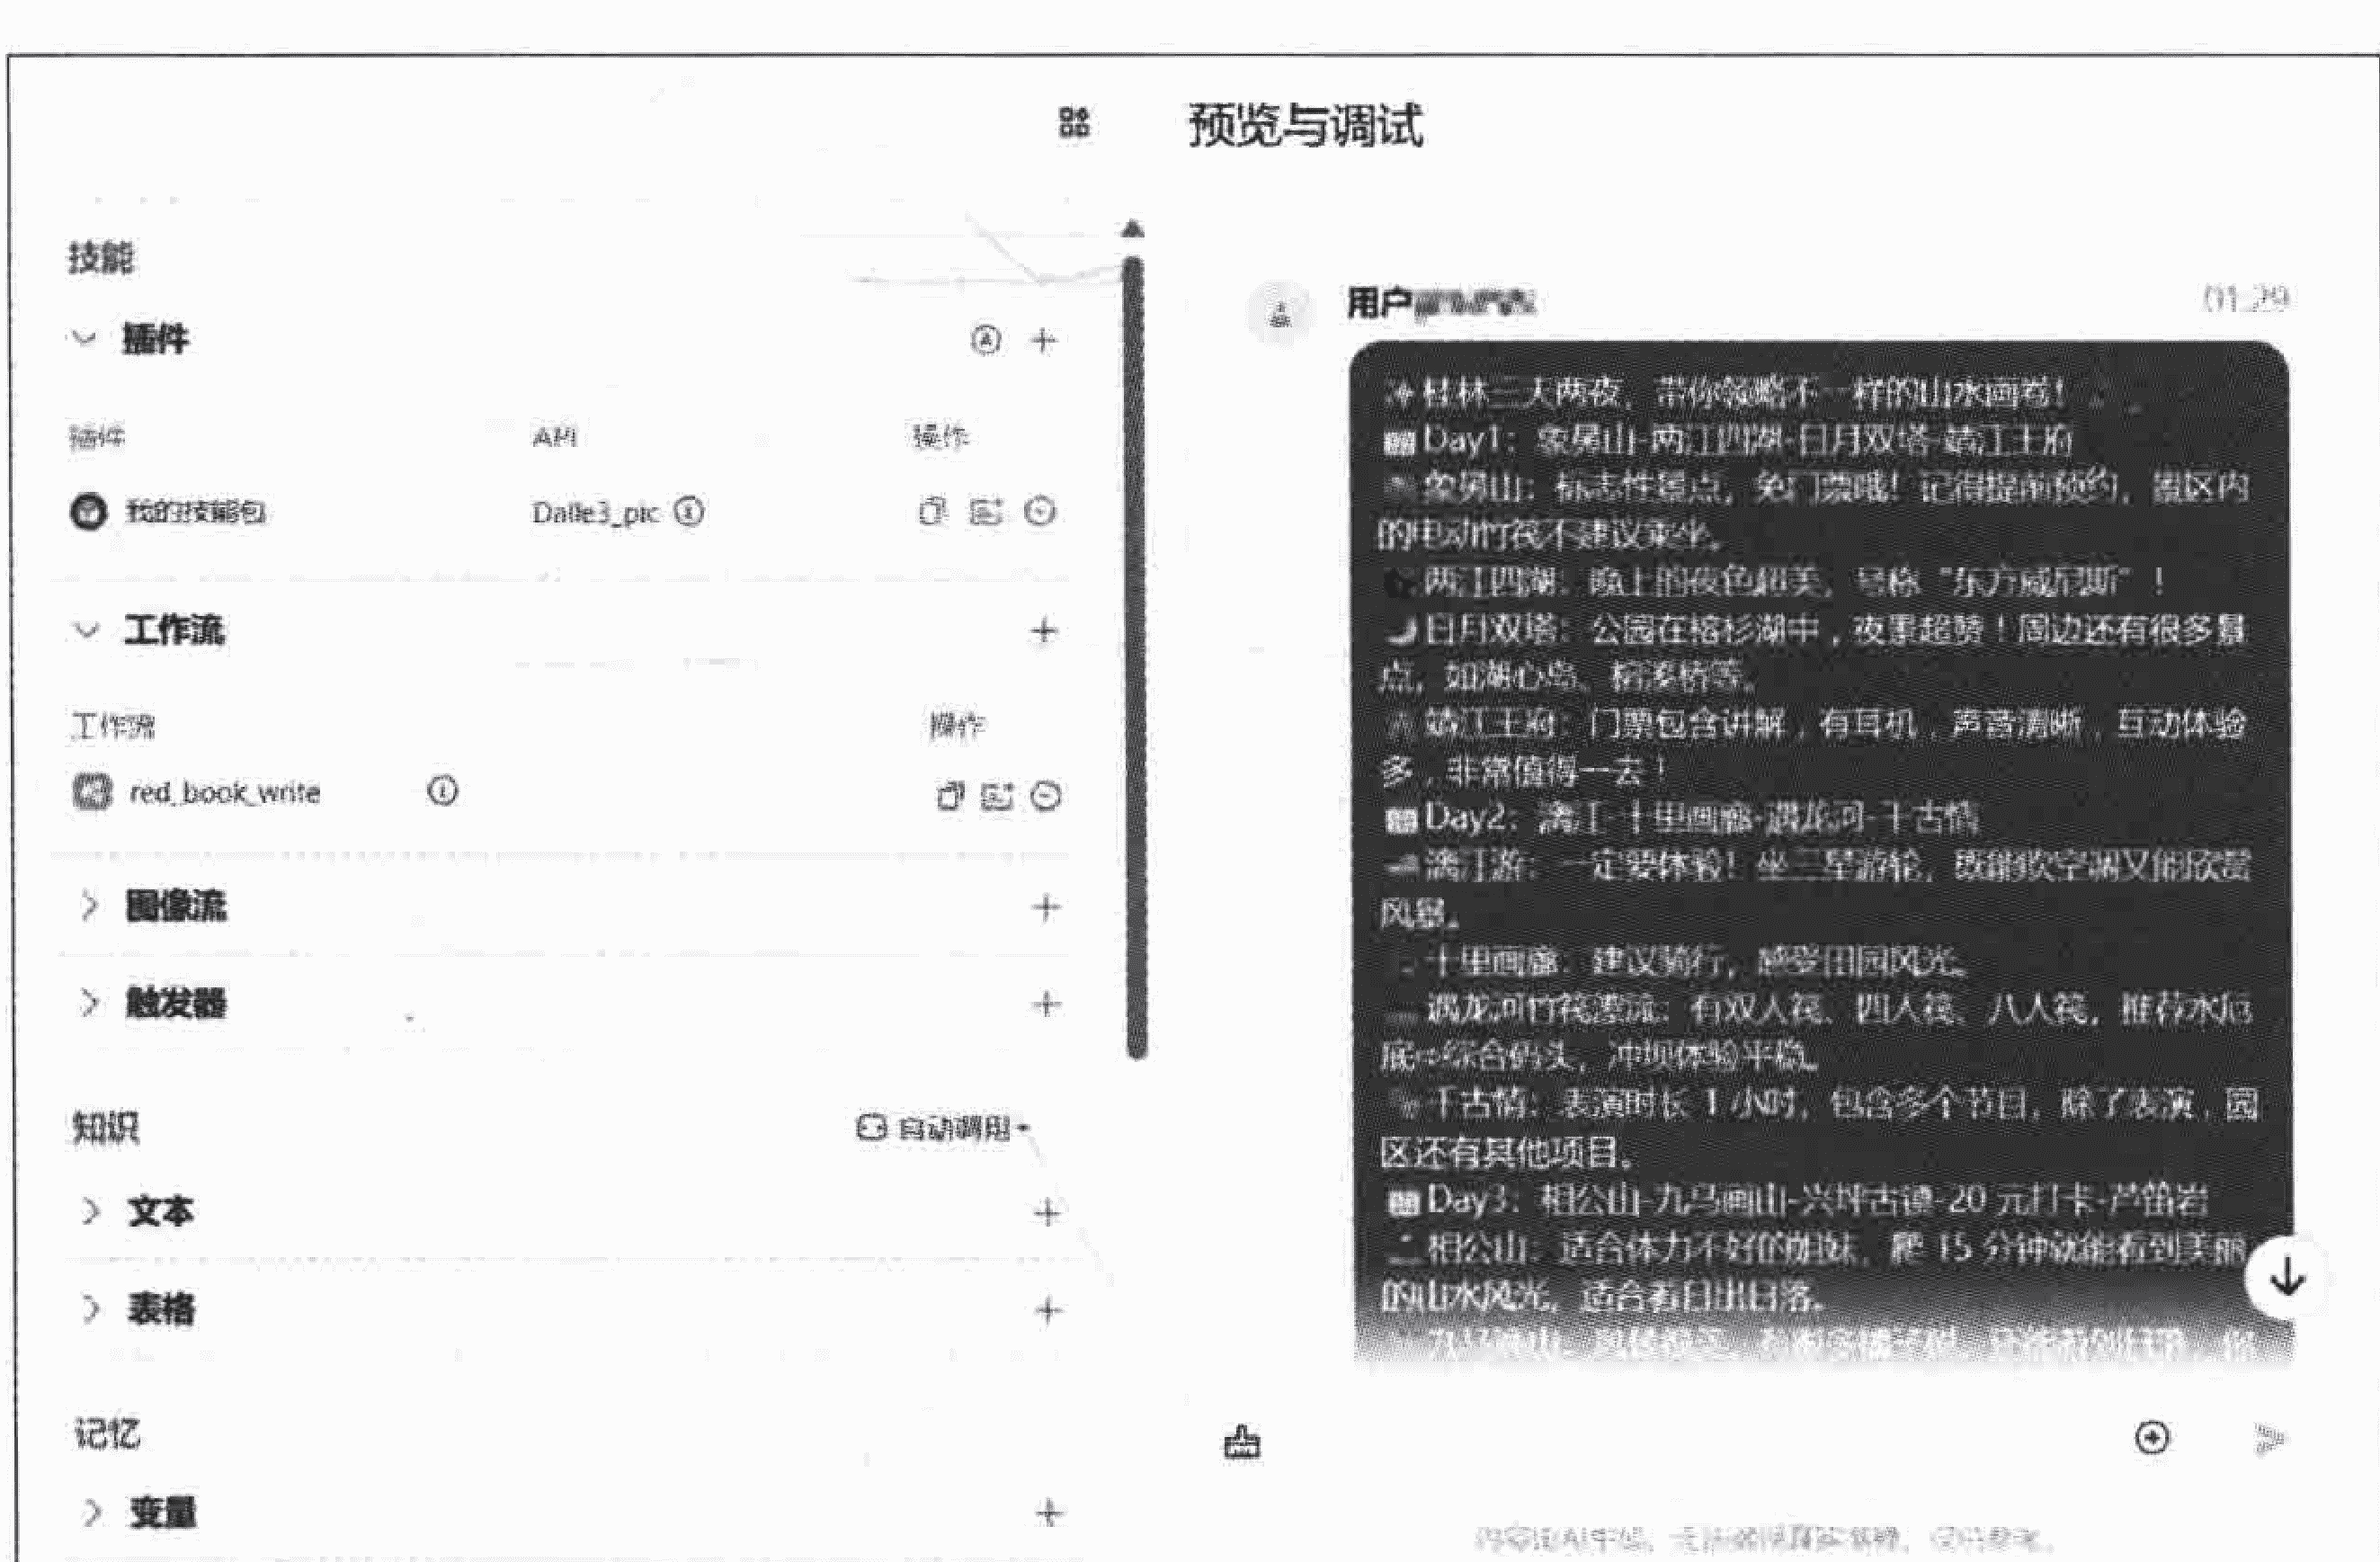 预览与调试
技能
插件
插件 API 操作
我的技能包 Dalle3_pic
工作流
工作流 操作
red_book_write
图像流
触发器
知识 自动调用
文本
表格
记忆
变量
用户
01:29
桂林三天两夜，带你领略不一样的山水画卷！
Day1：象鼻山-两江四湖-日月双塔-靖江王府
象鼻山：标志性景点，免门票哦！记得提前预约，景区内
的电动竹筏不建议乘坐。
两江四湖：晚上的夜色超美，号称“东方威尼斯”！
日月双塔：公园在榕杉湖中，夜景超赞！周边还有很多景
点，如湖心岛、榕溪桥等。
靖江王府：门票包含讲解，有耳机，声音清晰，互动体验
多，非常值得一去！
Day2：漓江-十里画廊-遇龙河-千古情
漓江游：一定要体验！坐三星游轮，既能吹空调又能欣赏
风景。
十里画廊：建议骑行，感受田园风光。
遇龙河竹筏漂流：有双人筏、四人筏、八人筏，推荐水厄
底⇨综合码头，冲坝体验平稳。
千古情：表演时长 1 小时，包含多个节目，除了表演，园
区还有其他项目。
Day3：相公山-九马画山-兴坪古镇-20 元打卡-芦笛岩
相公山：适合体力不好的姐妹，爬 15 分钟就能看到美丽
的山水风光，适合看日出日落。